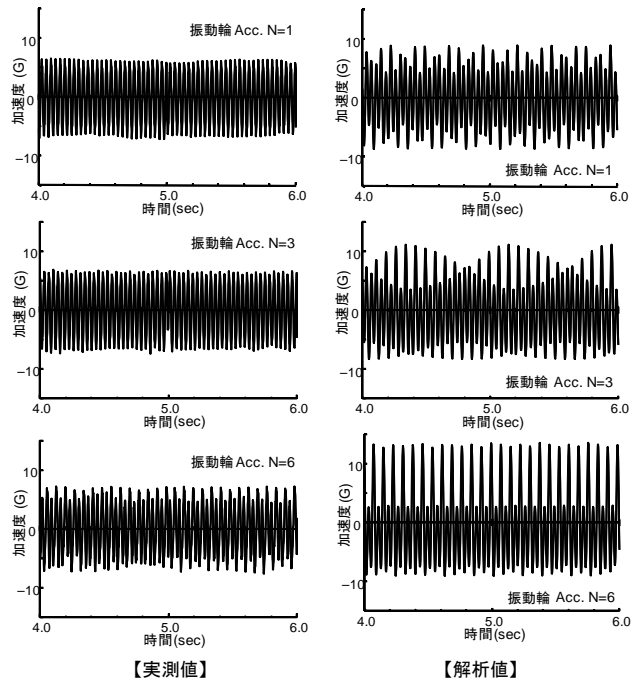 振動輪 Acc. N=1
加速度 (G)
10
0
−10
4.0 5.0 6.0
時間(sec)
振動輪 Acc. N=1
加速度 (G)
10
0
−10
4.0 5.0 6.0
時間(sec)
振動輪 Acc. N=3
加速度 (G)
10
0
−10
4.0 5.0 6.0
時間(sec)
振動輪 Acc. N=3
加速度 (G)
10
0
−10
4.0 5.0 6.0
時間(sec)
振動輪 Acc. N=6
加速度 (G)
10
0
−10
4.0 5.0 6.0
時間(sec)
振動輪 Acc. N=6
加速度 (G)
10
0
−10
4.0 5.0 6.0
時間(sec)
【実測値】
【解析値】